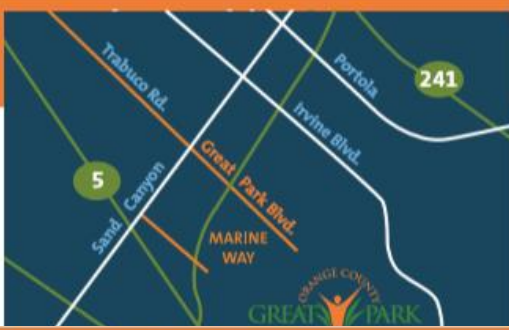 Portola
241
Trabuco Rd.
Irvine Blvd.
5
Sand Canyon
Great Park Blvd.
MARINE
WAY
ORANGE COUNTY
GREAT PARK